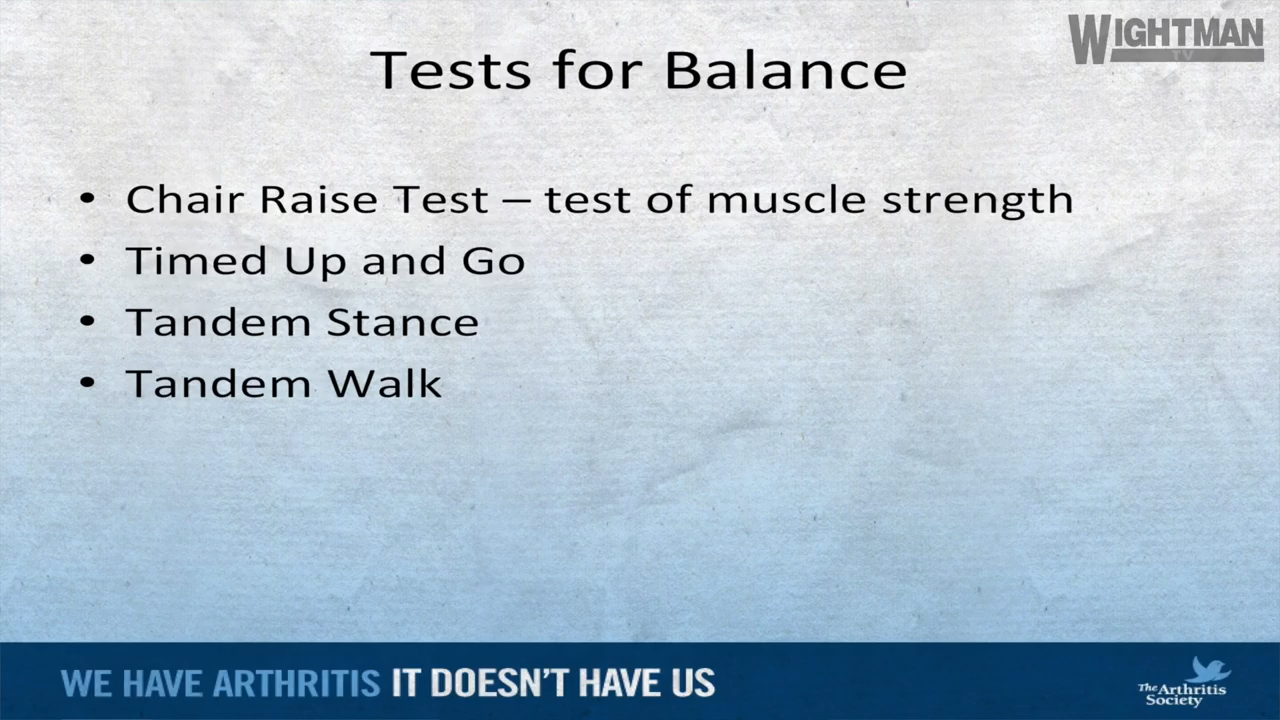 WIGHTMAN
TV
Tests for Balance
• Chair Raise Test – test of muscle strength
• Timed Up and Go
• Tandem Stance
• Tandem Walk
WE HAVE ARTHRITIS IT DOESN'T HAVE US
The Arthritis
Society